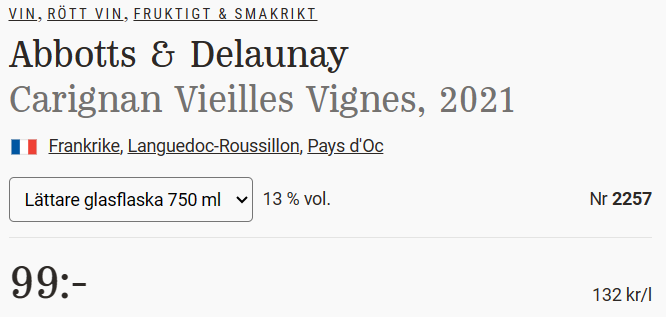 VIN, RÖTT VIN, FRUKTIGT & SMAKRIKT
Abbotts & Delaunay
Carignan Vieilles Vignes, 2021
Frankrike, Languedoc-Roussillon, Pays d'Oc
Lättare glasflaska 750 ml 13 % vol. Nr 2257
99:- 132 kr/l